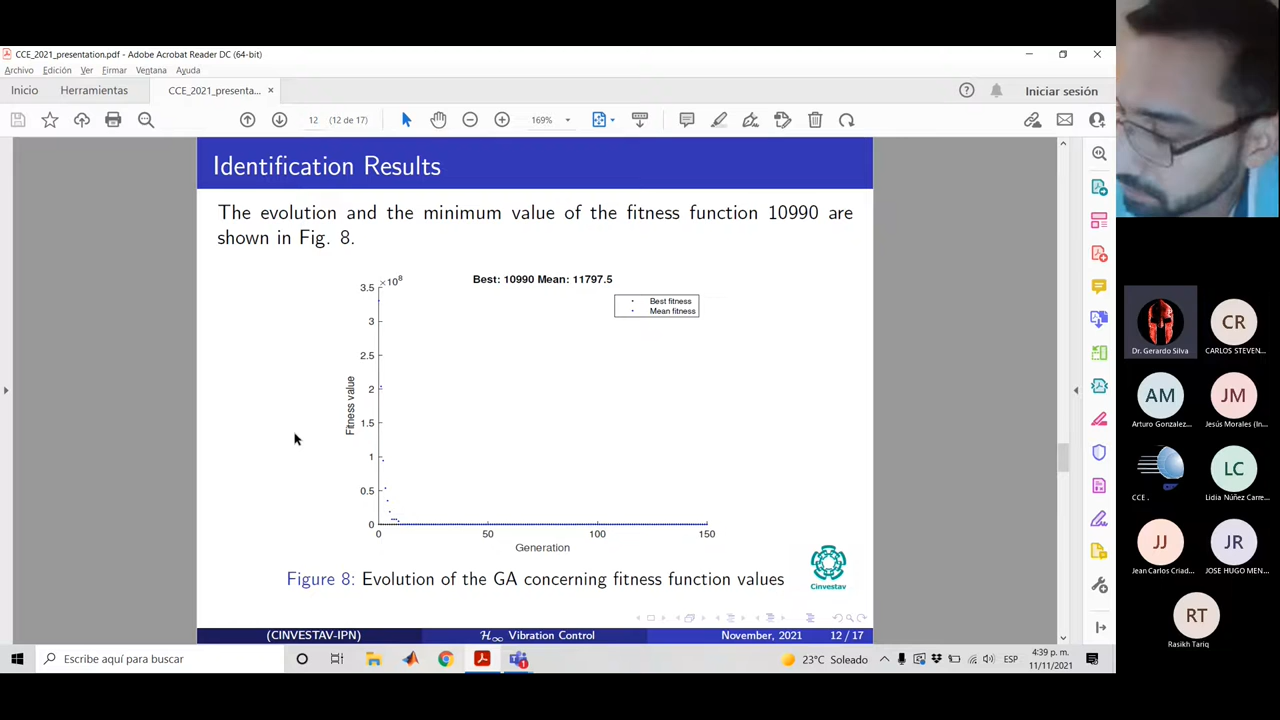 CCE_2021_presentation.pdf - Adobe Acrobat Reader DC (64-bit)
Archivo Edición Ver Firmar Ventana Ayuda
Inicio Herramientas CCE_2021_presenta... × Iniciar sesión
12 (12 de 17) 169%
Identification Results
The evolution and the minimum value of the fitness function 10990 are
shown in Fig. 8.
×10⁸
Best: 10990 Mean: 11797.5
3.5
Best fitness
Mean fitness
3
2.5
2
Fitness value
1.5
1
0.5
0
0 50 100 150
Generation
Cinvestav
Figure 8: Evolution of the GA concerning fitness function values
(CINVESTAV-IPN) H∞ Vibration Control November, 2021 12 / 17
Escribe aquí para buscar
23°C Soleado
ESP
4:39 p. m.
11/11/2021
Dr. Gerardo Silva
CR
CARLOS STEVEN...
AM
Arturo Gonzalez...
JM
Jesús Morales (In...
CCE .
LC
Lidia Núñez Carre...
JJ
Jean Carlos Criad...
JR
JOSE HUGO MEN...
RT
Rasikh Tariq